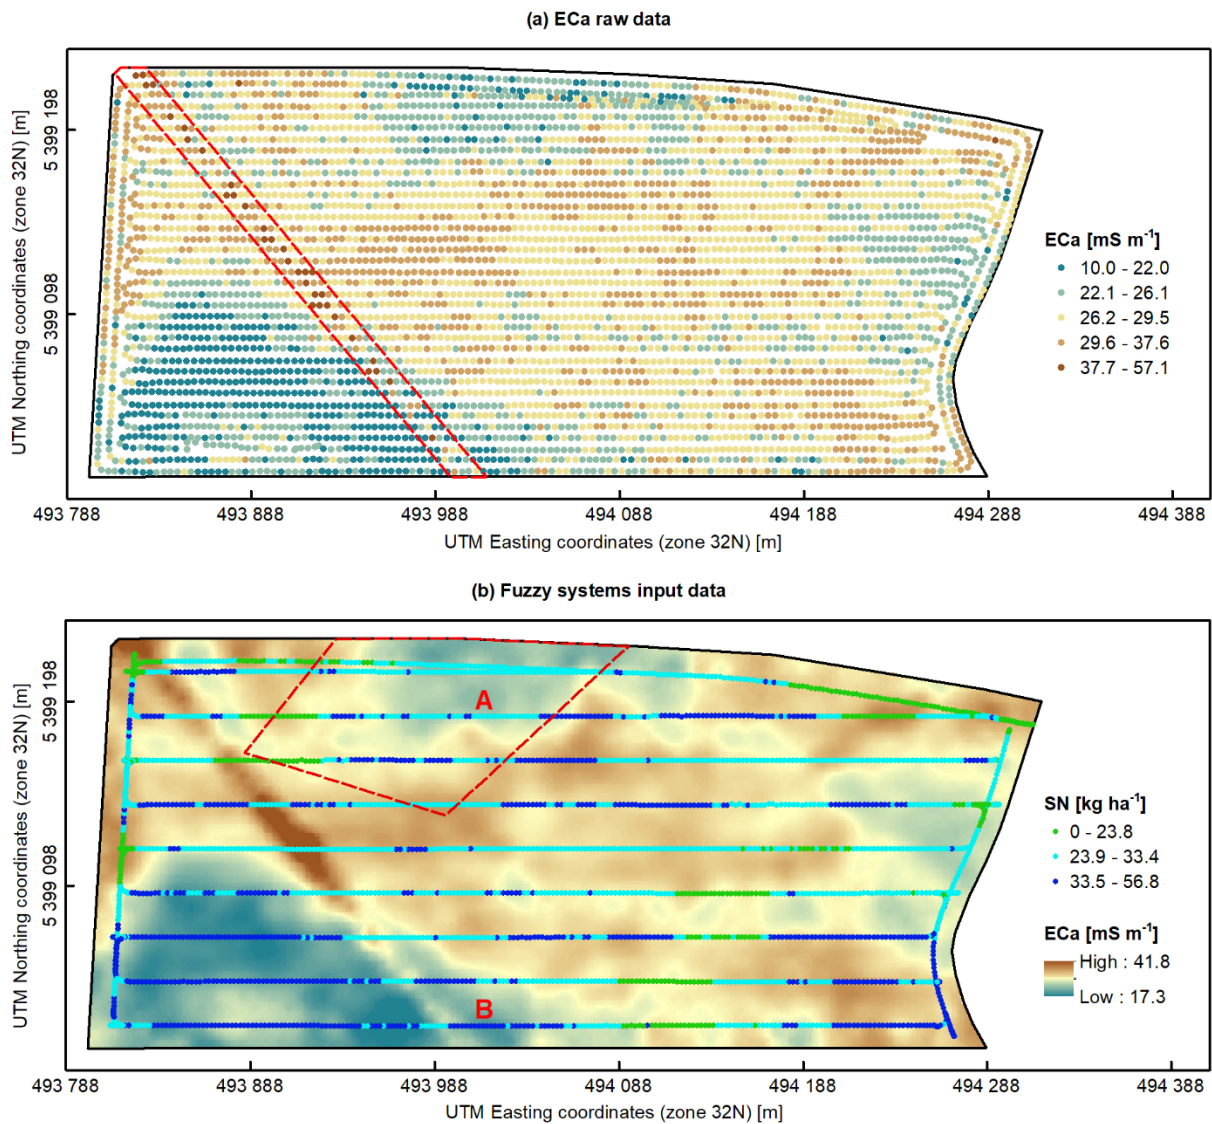 (a) ECa raw data
UTM Northing coordinates (zone 32N) [m]
5 399 198
5 399 098
ECa [mS m⁻¹]
10.0 - 22.0
22.1 - 26.1
26.2 - 29.5
29.6 - 37.6
37.7 - 57.1
493 788
493 888
493 988
494 088
494 188
494 288
494 388
UTM Easting coordinates (zone 32N) [m]
(b) Fuzzy systems input data
UTM Northing coordinates (zone 32N) [m]
5 399 198
5 399 098
A
B
SN [kg ha⁻¹]
0 - 23.8
23.9 - 33.4
33.5 - 56.8
ECa [mS m⁻¹]
High : 41.8
Low : 17.3
493 788
493 888
493 988
494 088
494 188
494 288
494 388
UTM Easting coordinates (zone 32N) [m]